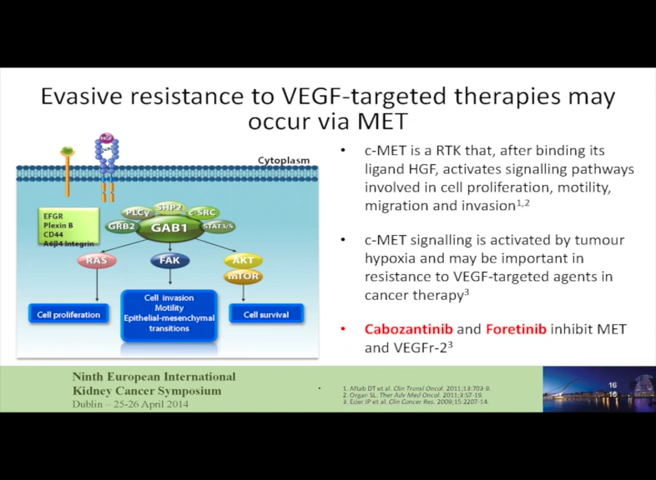 Evasive resistance to VEGF-targeted therapies may
occur via MET
HGF
Cytoplasm
EFGR
Plexin B
CD44
A6β4 Integrin
GRB2
PLCγ
SHP2
c-SRC
STAT3/5
GAB1
RAS
FAK
AKT
mTOR
Cell proliferation
Cell invasion
Motility
Epithelial-mesenchymal
transitions
Cell survival
• c-MET is a RTK that, after binding its
ligand HGF, activates signalling pathways
involved in cell proliferation, motility,
migration and invasion1,2
• c-MET signalling is activated by tumour
hypoxia and may be important in
resistance to VEGF-targeted agents in
cancer therapy3
• Cabozantinib and Foretinib inhibit MET
and VEGFr-23
Ninth European International
Kidney Cancer Symposium
Dublin – 25-26 April 2014
1. Aftab DT et al. Clin Transl Oncol. 2011;13:703-9.
2. Organ SL. Ther Adv Med Oncol. 2011;3:S7-19.
3. Eder JP et al. Clin Cancer Res. 2009;15:2207-14.
16
16